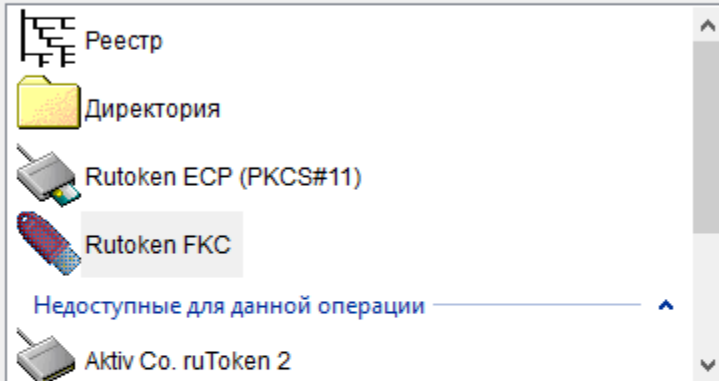 Реестр
Директория
Rutoken ECP (PKCS#11)
Rutoken FKC
Недоступные для данной операции
Aktiv Co. ruToken 2